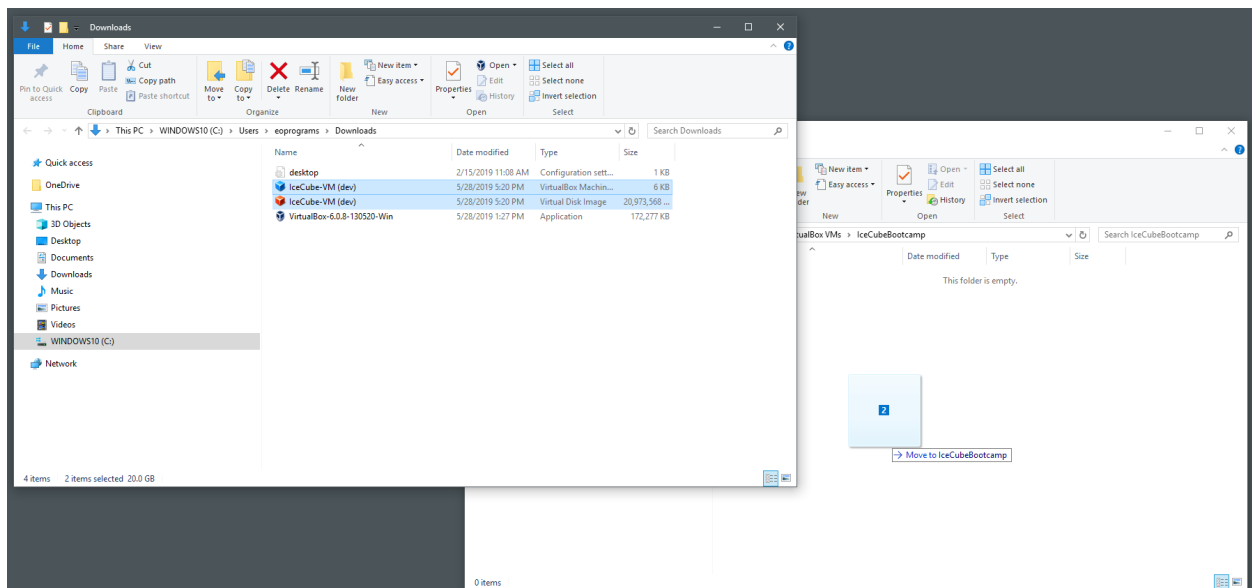 Downloads
File Home Share View
Pin to Quick access
Copy
Paste
Cut
Copy path
Paste shortcut
Clipboard
Move to
Copy to
Delete
Rename
Organize
New folder
New item
Easy access
New
Properties
Open
Edit
History
Open
Select all
Select none
Invert selection
Select
This PC > WINDOWS10 (C:) > Users > eoprograms > Downloads
Search Downloads
Quick access
OneDrive
This PC
3D Objects
Desktop
Documents
Downloads
Music
Pictures
Videos
WINDOWS10 (C:)
Network
Name Date modified Type Size
desktop 2/15/2019 11:08 AM Configuration sett... 1 KB
IceCube-VM (dev) 5/28/2019 5:20 PM VirtualBox Machin... 6 KB
IceCube-VM (dev) 5/28/2019 5:20 PM Virtual Disk Image 20,973,568 ...
VirtualBox-6.0.8-130520-Win 5/28/2019 1:27 PM Application 172,277 KB
4 items 2 items selected 20.0 GB
New item
Easy access
New
Properties
Open
Edit
History
Open
Select all
Select none
Invert selection
Select
tualBox VMs > IceCubeBootcamp
Search IceCubeBootcamp
Date modified Type Size
This folder is empty.
2
Move to IceCubeBootcamp
0 items